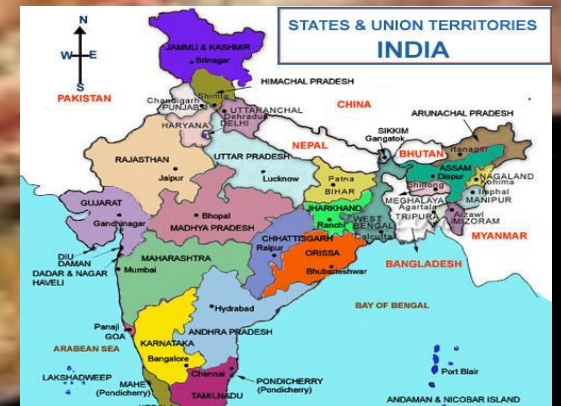 STATES & UNION TERRITORIES
INDIA
N
W
E
S
JAMMU & KASHMIR
Srinagar
HIMACHAL PRADESH
PAKISTAN
Chandigarh
Shimla
PUNJAB
UTTARANCHAL
Dehradu
CHINA
HARYANA
DELHI
ARUNACHAL PRADESH
SIKKIM
Gangatok
NEPAL
BHUTAN
Itanagar
RAJASTHAN
UTTAR PRADESH
ASSAM
Dispur
NAGALAND
Kohima
Jaipur
Lucknow
Patna
BIHAR
Shillong
MEGHALAYA
Imphal
MANIPUR
GUJARAT
JHARKHAND
Agartala
TRIPURA
Aizawl
MIZORAM
Gandhinagar
Bhopal
MADHYA PRADESH
Ranchi
WEST
BENGAL
Calcutta
MYANMAR
CHHATTISGARH
Raipur
ORISSA
BANGLADESH
DIU
DAMAN
DADAR & NAGAR
HAVELI
MAHARASHTRA
Mumbai
Bhubaneshwar
BAY OF BENGAL
Hydrabad
Panaji
GOA
ARABEAN SEA
KARNATAKA
ANDHRA PRADESH
Bangalore
Chennai
Port Blair
LAKSHADWEEP
MAHE
(Pondicherry)
PONDICHERRY
(Pondicherry)
TAMILNADU
ANDAMAN & NICOBAR ISLAND